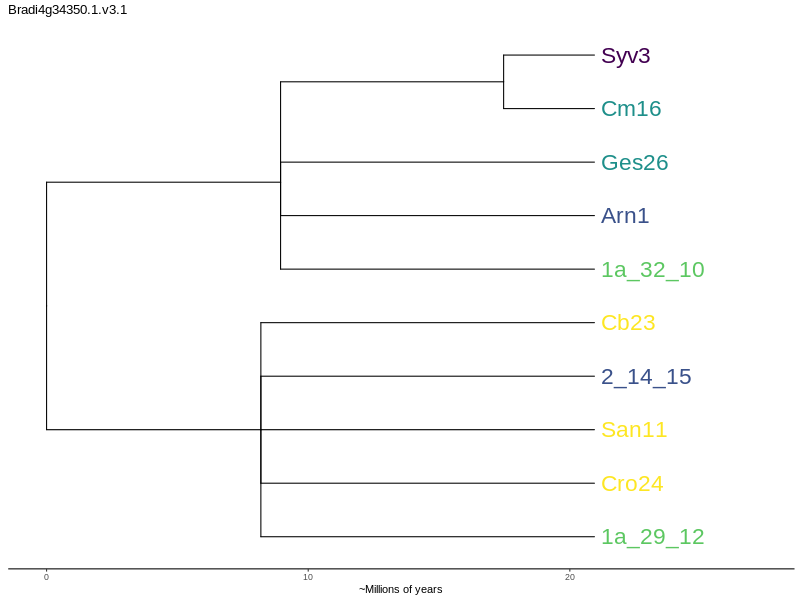 Bradi4g34350.1.v3.1
Syv3
Cm16
Ges26
Arn1
1a_32_10
Cb23
2_14_15
San11
Cro24
1a_29_12
0 10 20
~Millions of years